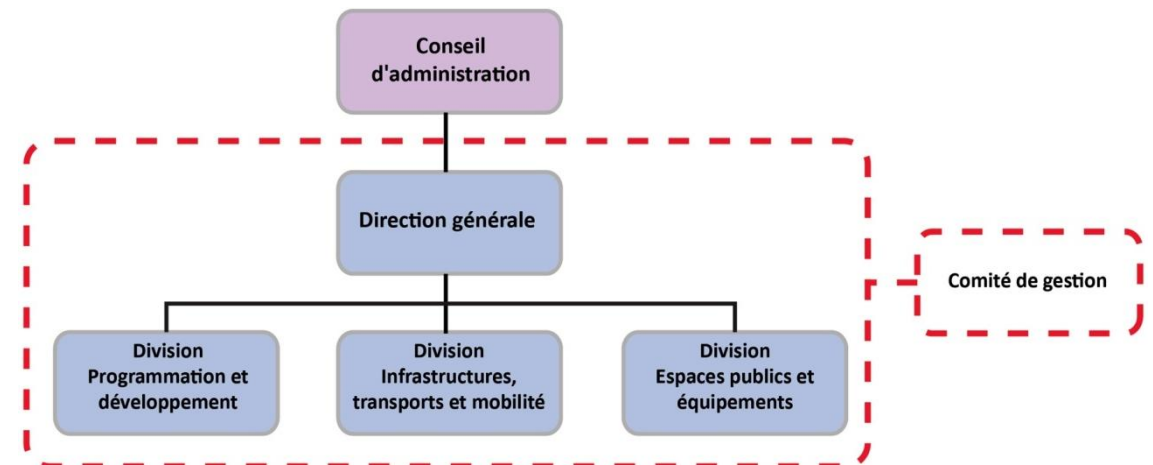 Conseil
d'administration
Direction générale
Comité de gestion
Division
Programmation et
développement
Division
Infrastructures,
transports et mobilité
Division
Espaces publics et
équipements